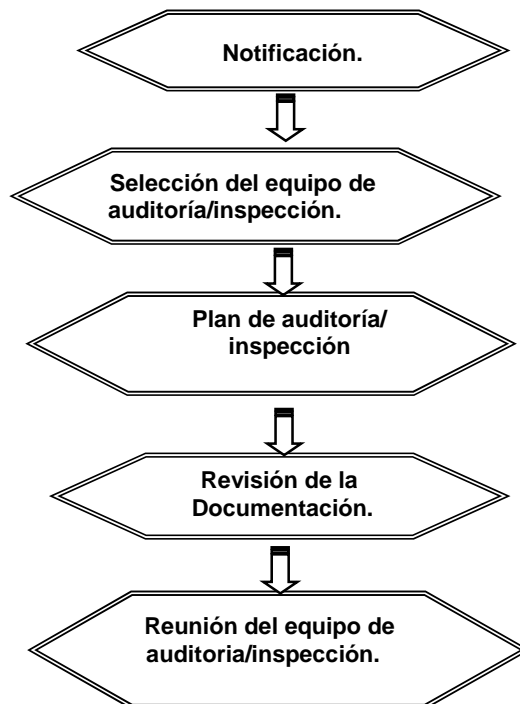 Notificación.
Selección del equipo de
auditoría/inspección.
Plan de auditoría/
inspección
Revisión de la
Documentación.
Reunión del equipo de
auditoria/inspección.